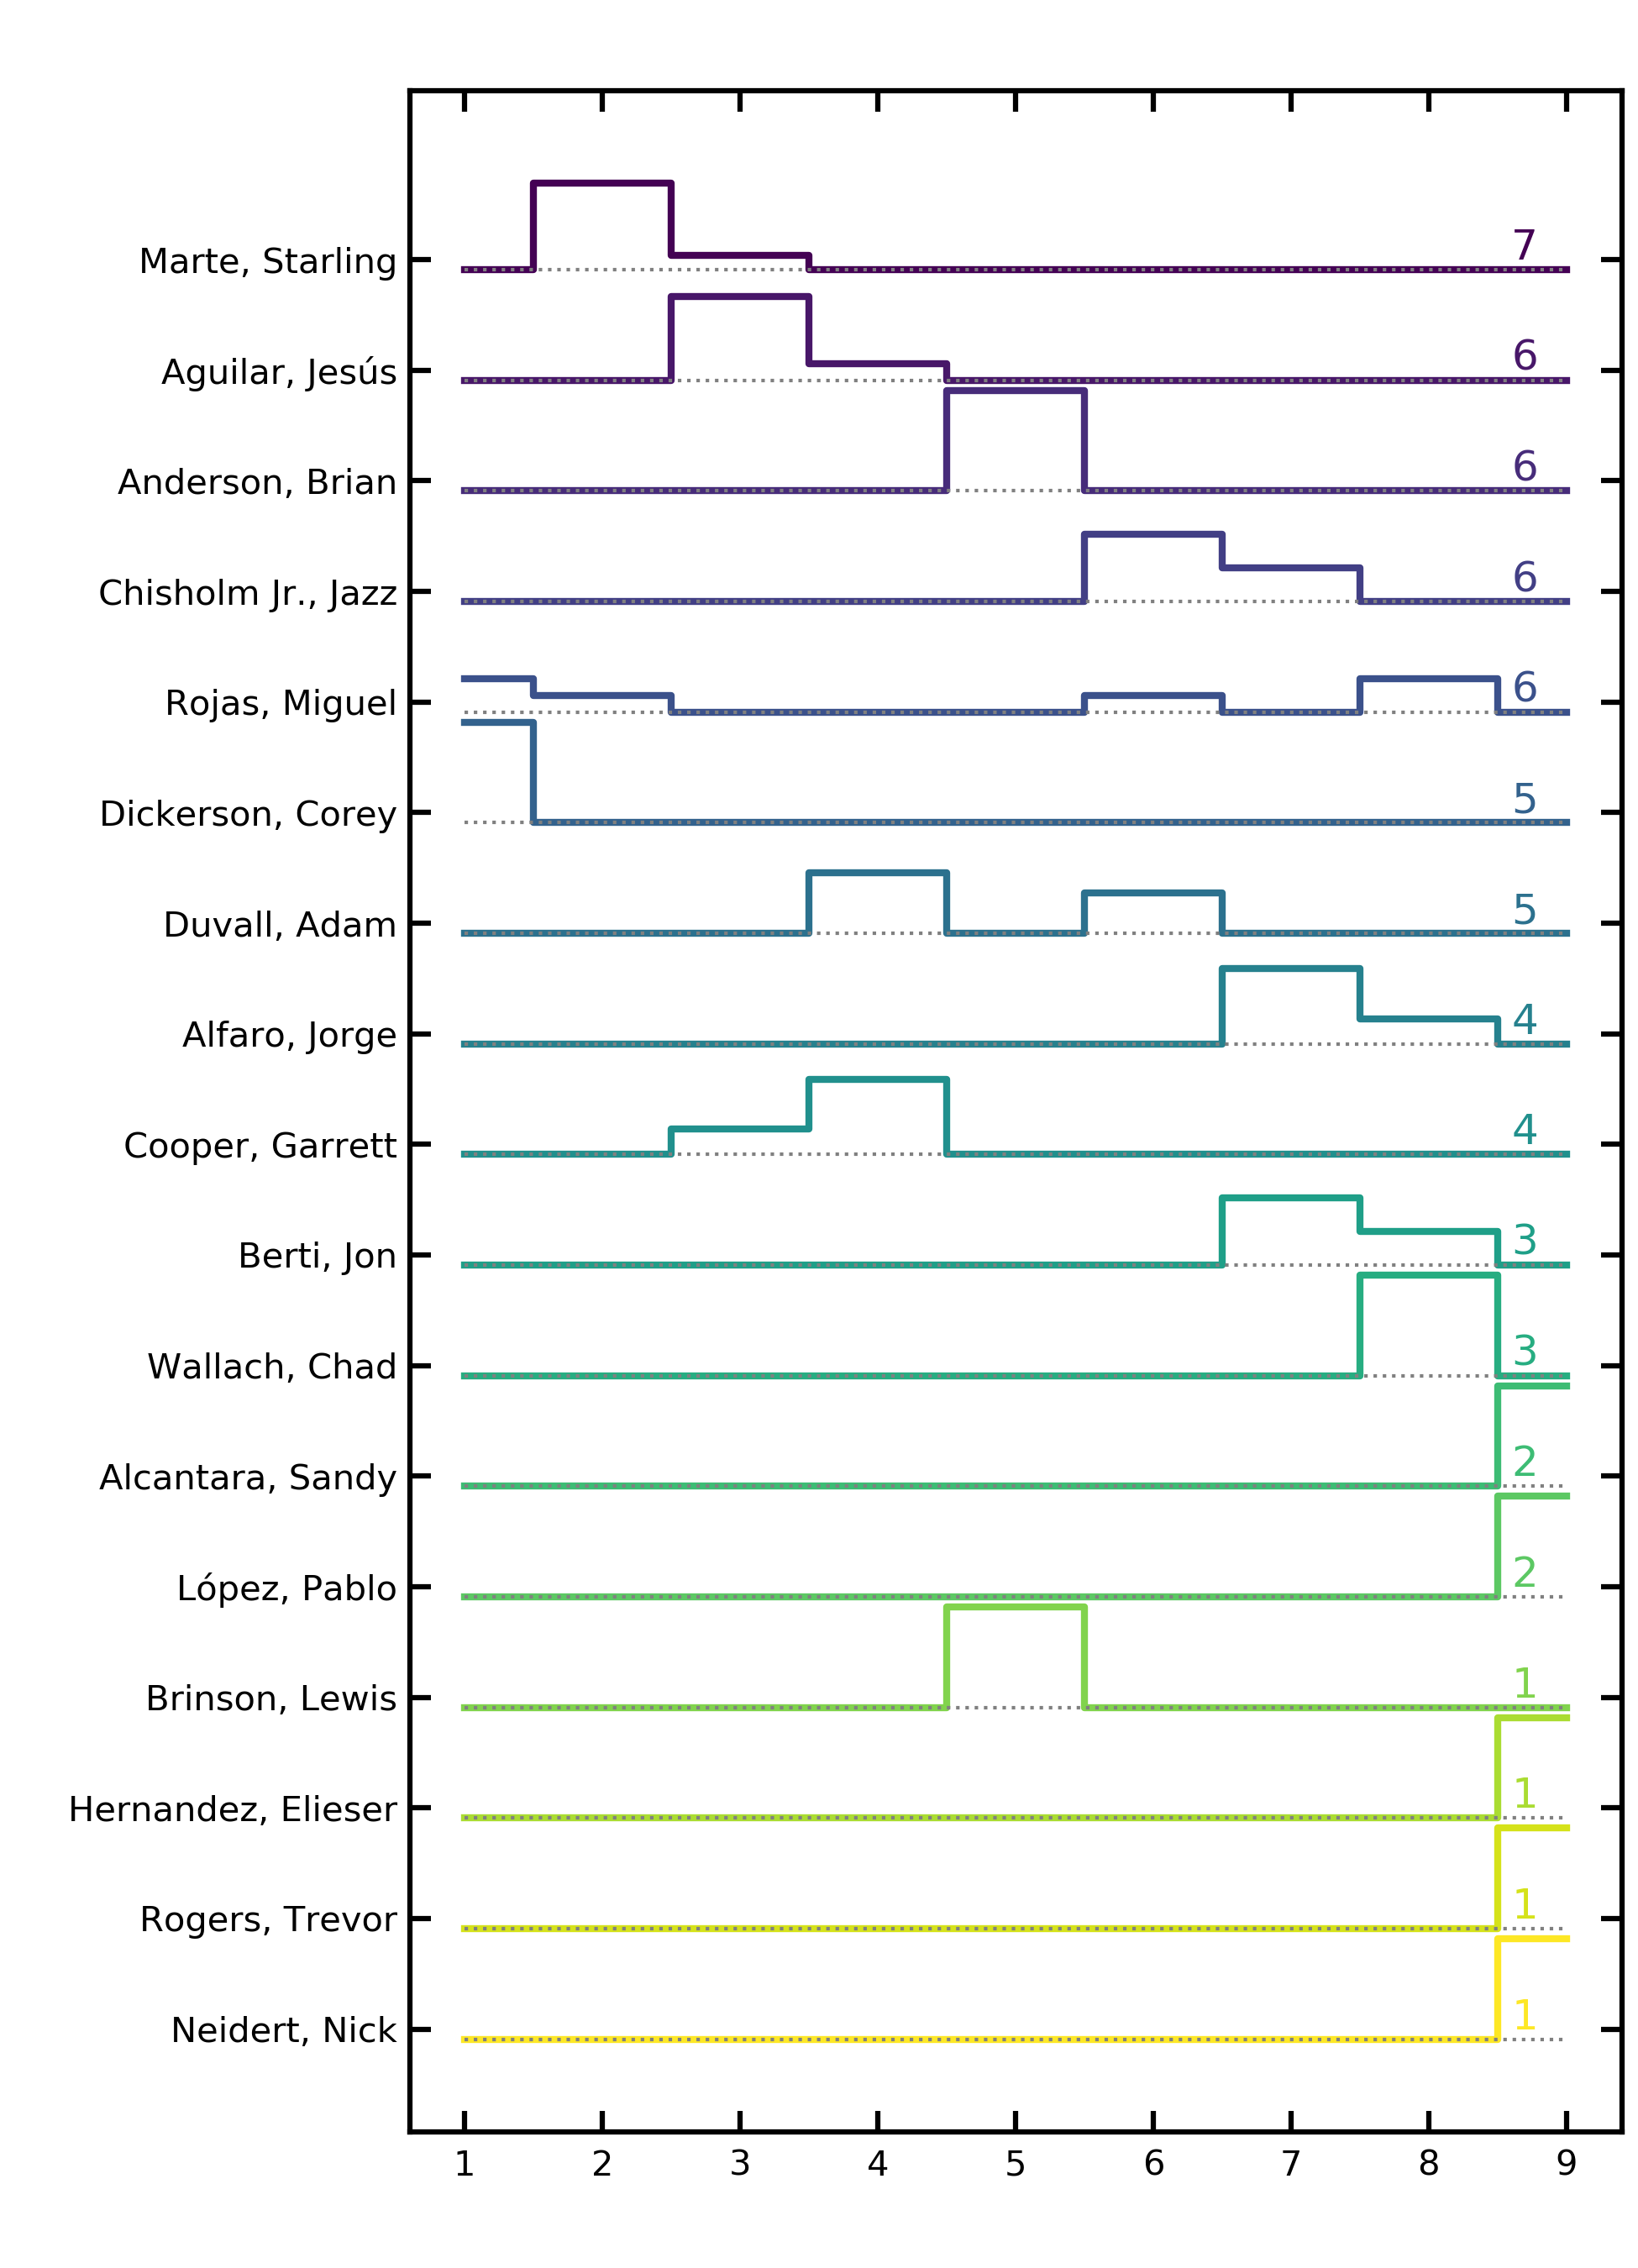 Marte, Starling 7
Aguilar, Jesús 6
Anderson, Brian 6
Chisholm Jr., Jazz 6
Rojas, Miguel 6
Dickerson, Corey 5
Duvall, Adam 5
Alfaro, Jorge 4
Cooper, Garrett 4
Berti, Jon 3
Wallach, Chad 3
Alcantara, Sandy 2
López, Pablo 2
Brinson, Lewis 1
Hernandez, Elieser 1
Rogers, Trevor 1
Neidert, Nick 1
1 2 3 4 5 6 7 8 9